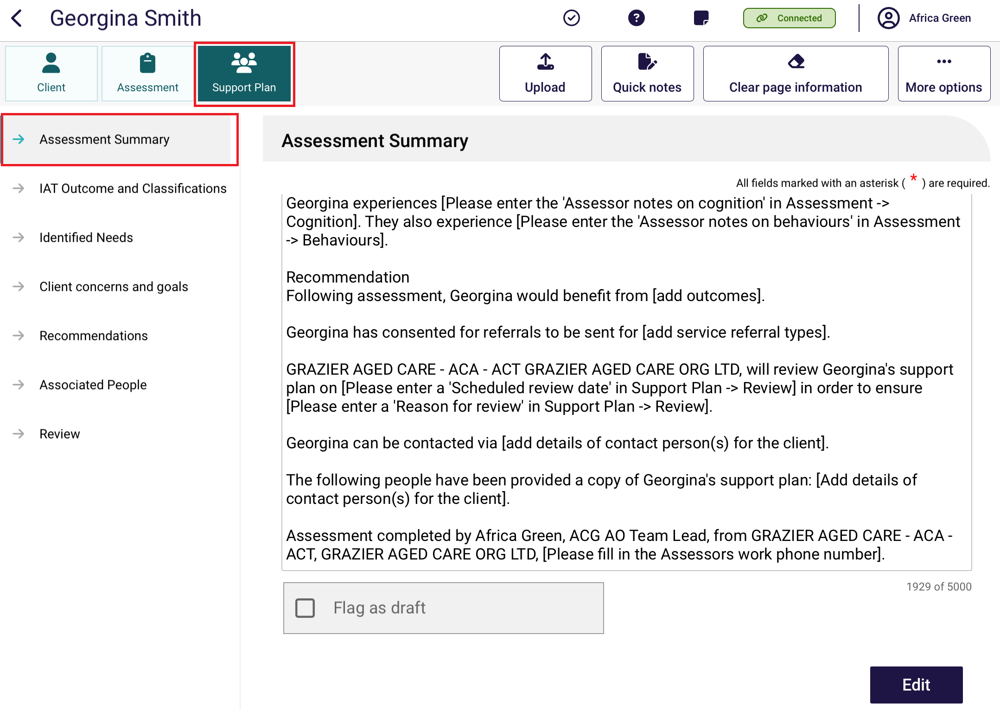 Georgina Smith
Connected
Africa Green
Client
Assessment
Support Plan
Upload
Quick notes
Clear page information
More options
Assessment Summary
IAT Outcome and Classifications
Identified Needs
Client concerns and goals
Recommendations
Associated People
Review
Assessment Summary
All fields marked with an asterisk ( * ) are required.
Georgina experiences [Please enter the 'Assessor notes on cognition' in Assessment ->
Cognition]. They also experience [Please enter the 'Assessor notes on behaviours' in Assessment
-> Behaviours].
Recommendation
Following assessment, Georgina would benefit from [add outcomes].
Georgina has consented for referrals to be sent for [add service referral types].
GRAZIER AGED CARE - ACA - ACT GRAZIER AGED CARE ORG LTD, will review Georgina's support
plan on [Please enter a 'Scheduled review date' in Support Plan -> Review] in order to ensure
[Please enter a 'Reason for review' in Support Plan -> Review].
Georgina can be contacted via [add details of contact person(s) for the client].
The following people have been provided a copy of Georgina's support plan: [Add details of
contact person(s) for the client].
Assessment completed by Africa Green, ACG AO Team Lead, from GRAZIER AGED CARE - ACA -
ACT, GRAZIER AGED CARE ORG LTD, [Please fill in the Assessors work phone number].
1929 of 5000
Flag as draft
Edit